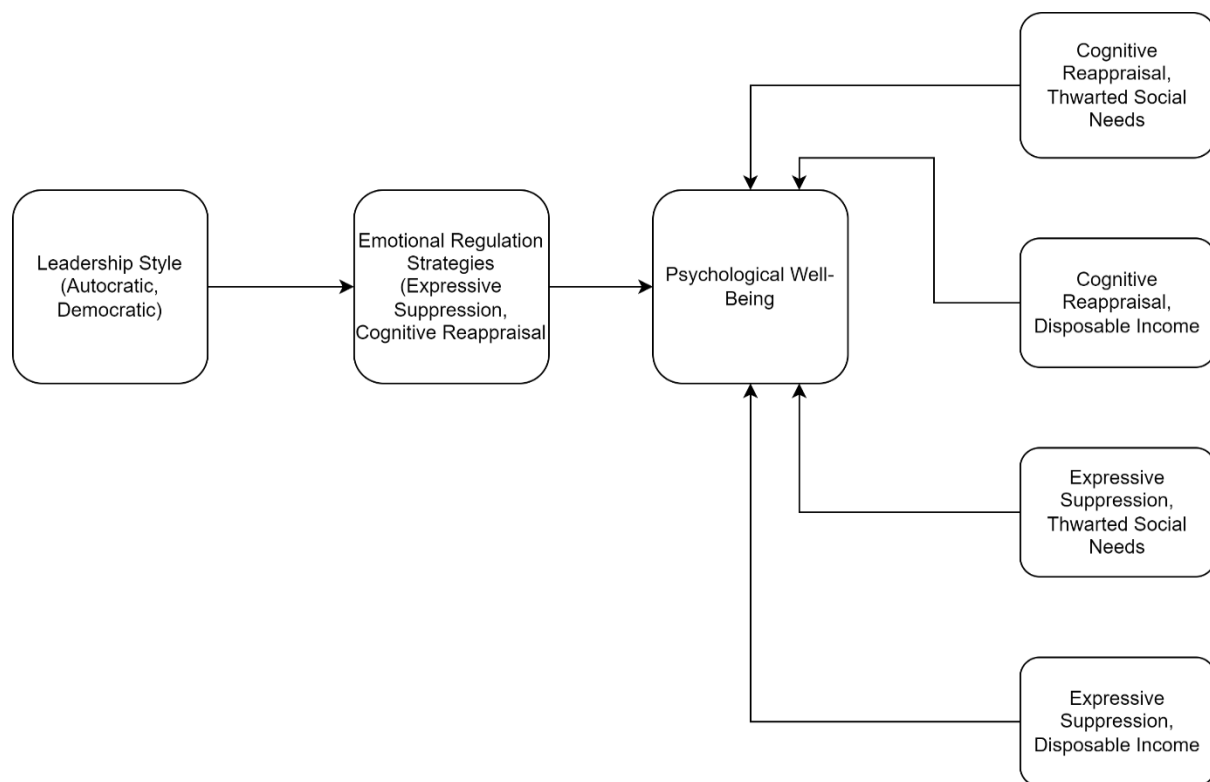 Leadership Style
(Autocratic,
Democratic)
Emotional Regulation
Strategies
(Expressive
Suppression,
Cognitive Reappraisal
Psychological Well-
Being
Cognitive
Reappraisal,
Thwarted Social
Needs
Cognitive
Reappraisal,
Disposable Income
Expressive
Suppression,
Thwarted Social
Needs
Expressive
Suppression,
Disposable Income